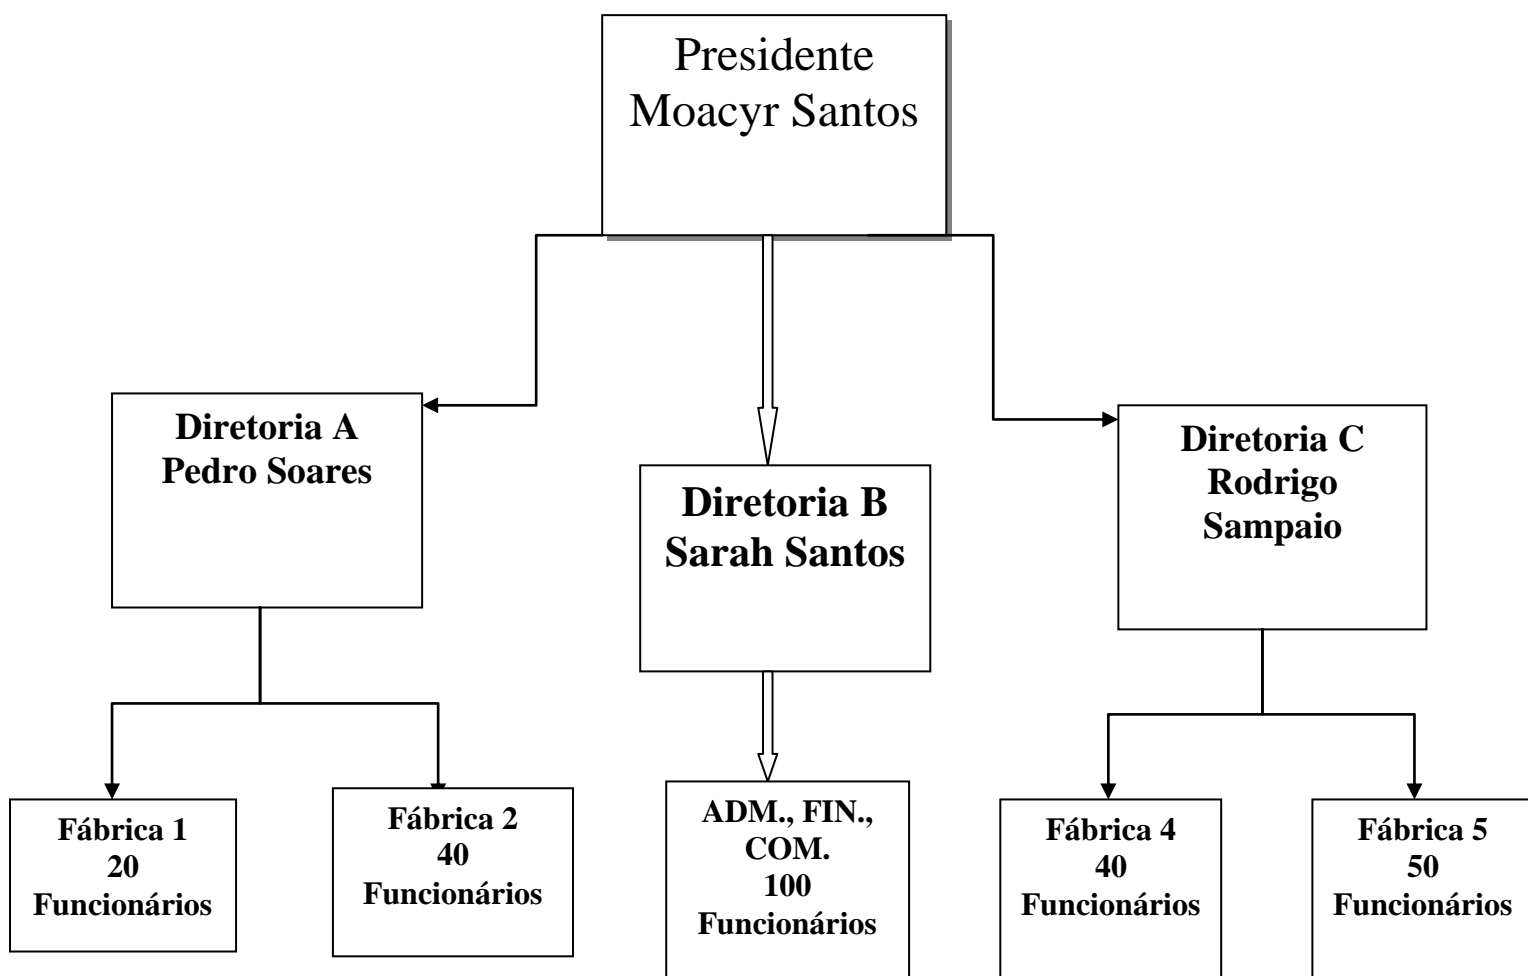 Presidente
Moacyr Santos
Diretoria A
Pedro Soares
Diretoria B
Sarah Santos
Diretoria C
Rodrigo
Sampaio
Fábrica 1
20
Funcionários
Fábrica 2
40
Funcionários
ADM., FIN.,
COM.
100
Funcionários
Fábrica 4
40
Funcionários
Fábrica 5
50
Funcionários